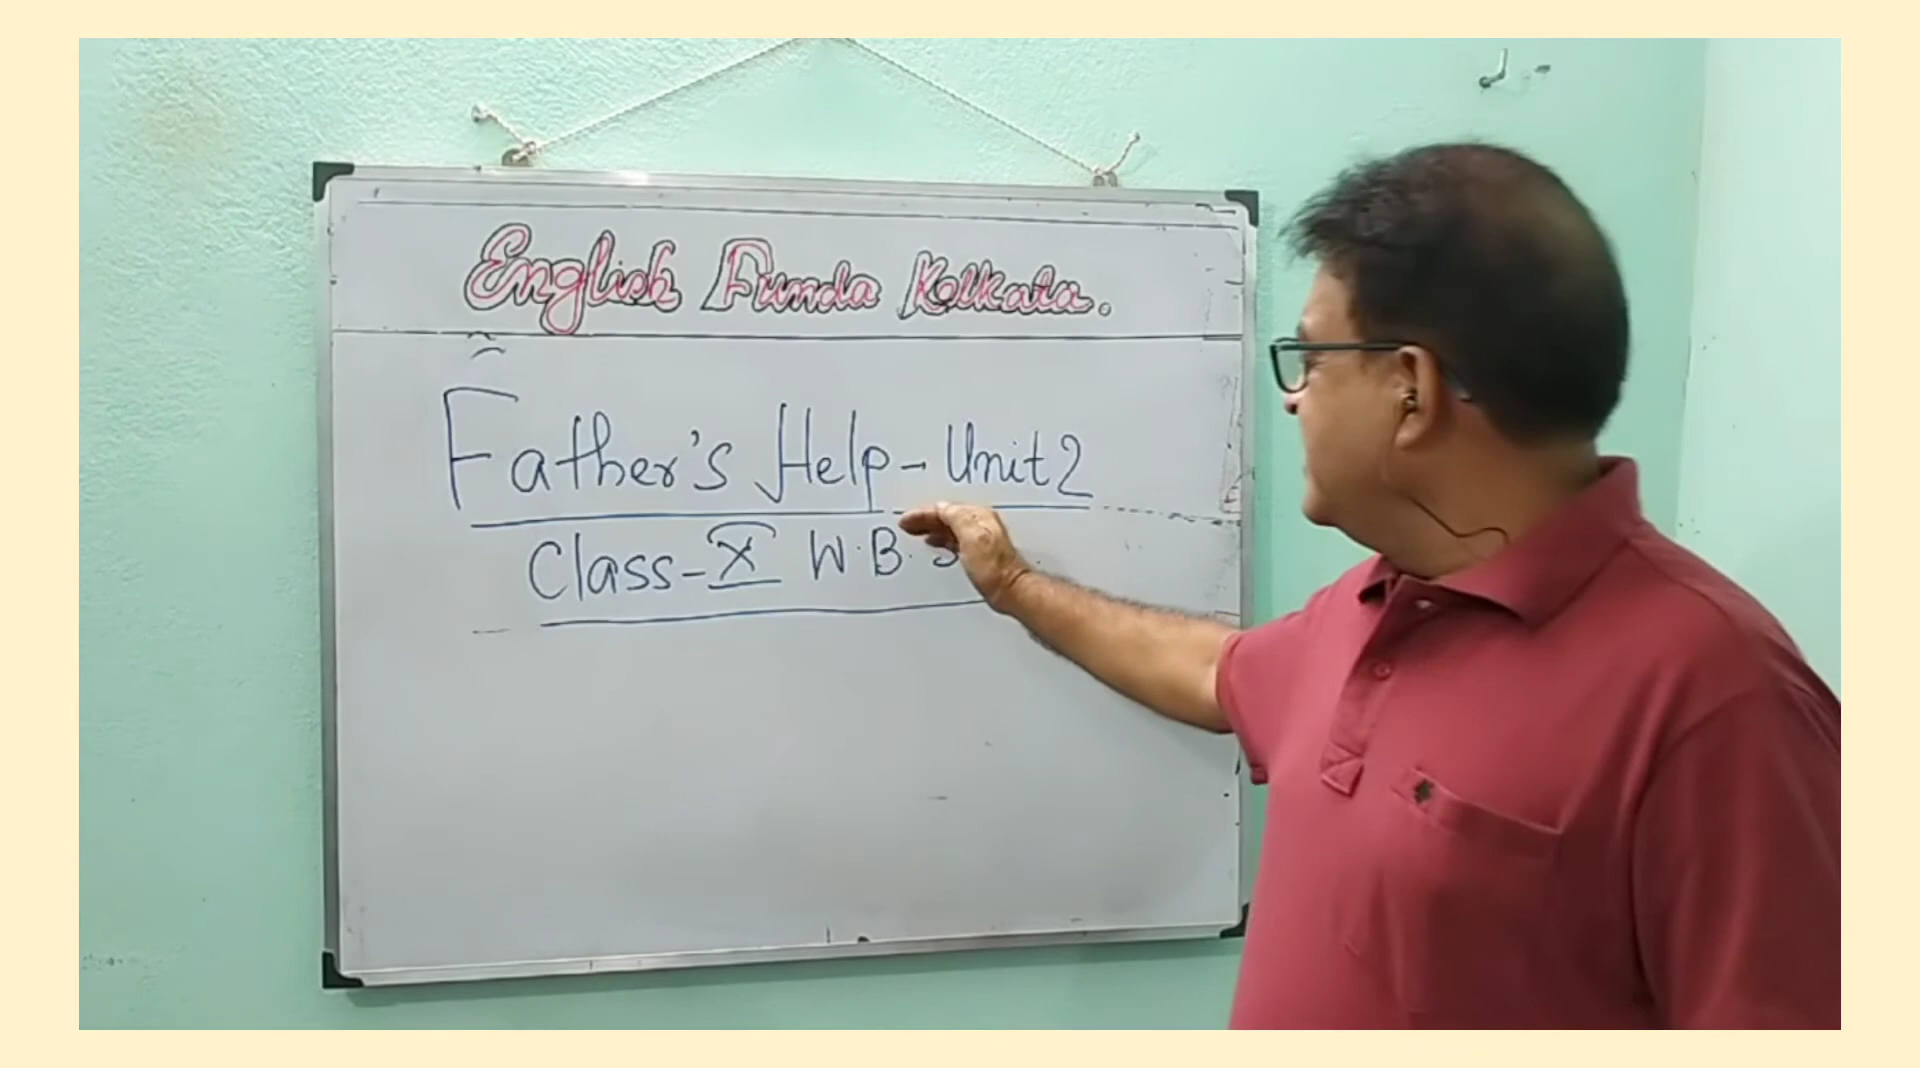 English Funda Kolkata.
Father's Help - Unit 2
Class - X W.B.